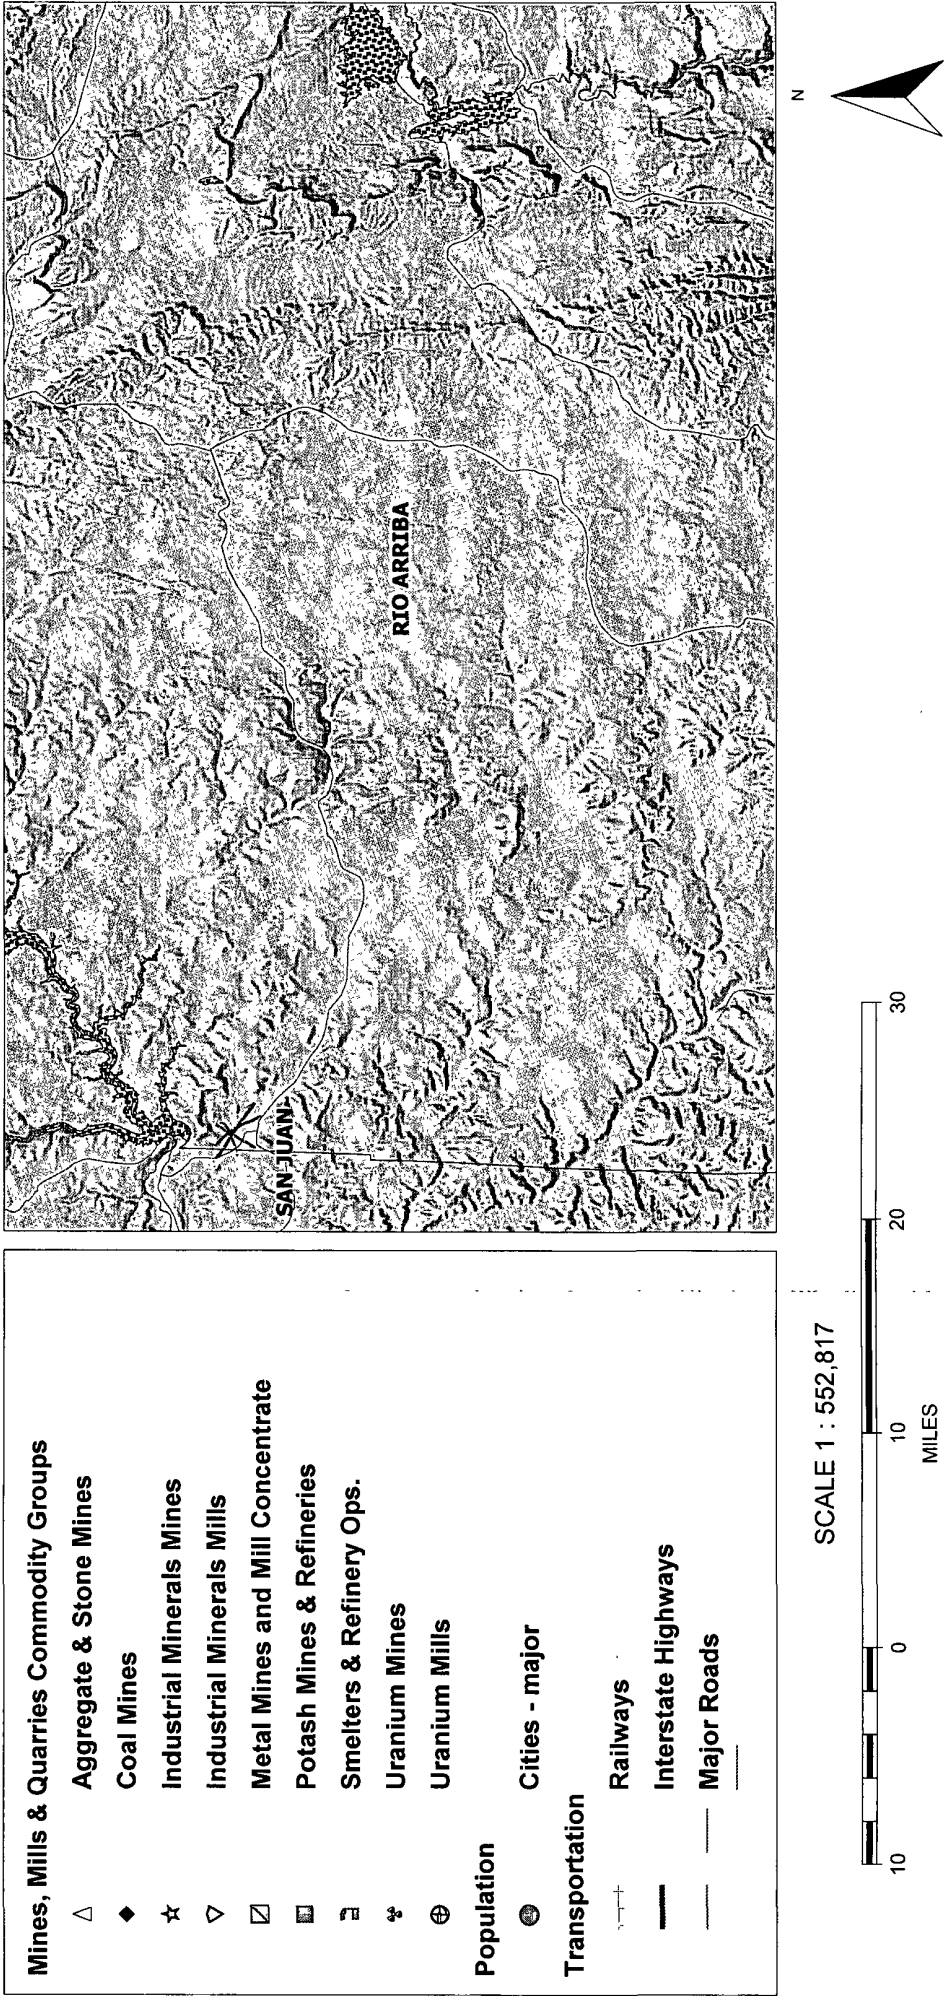 Mines, Mills & Quarries Commodity Groups
Aggregate & Stone Mines
Coal Mines
Industrial Minerals Mines
Industrial Minerals Mills
Metal Mines and Mill Concentrate
Potash Mines & Refineries
Smelters & Refinery Ops.
Uranium Mines
Uranium Mills
Population
Cities - major
Transportation
Railways
Interstate Highways
Major Roads
SAN JUAN
RIO ARRIBA
SCALE 1 : 552,817
10 0 10 20 30
MILES
N